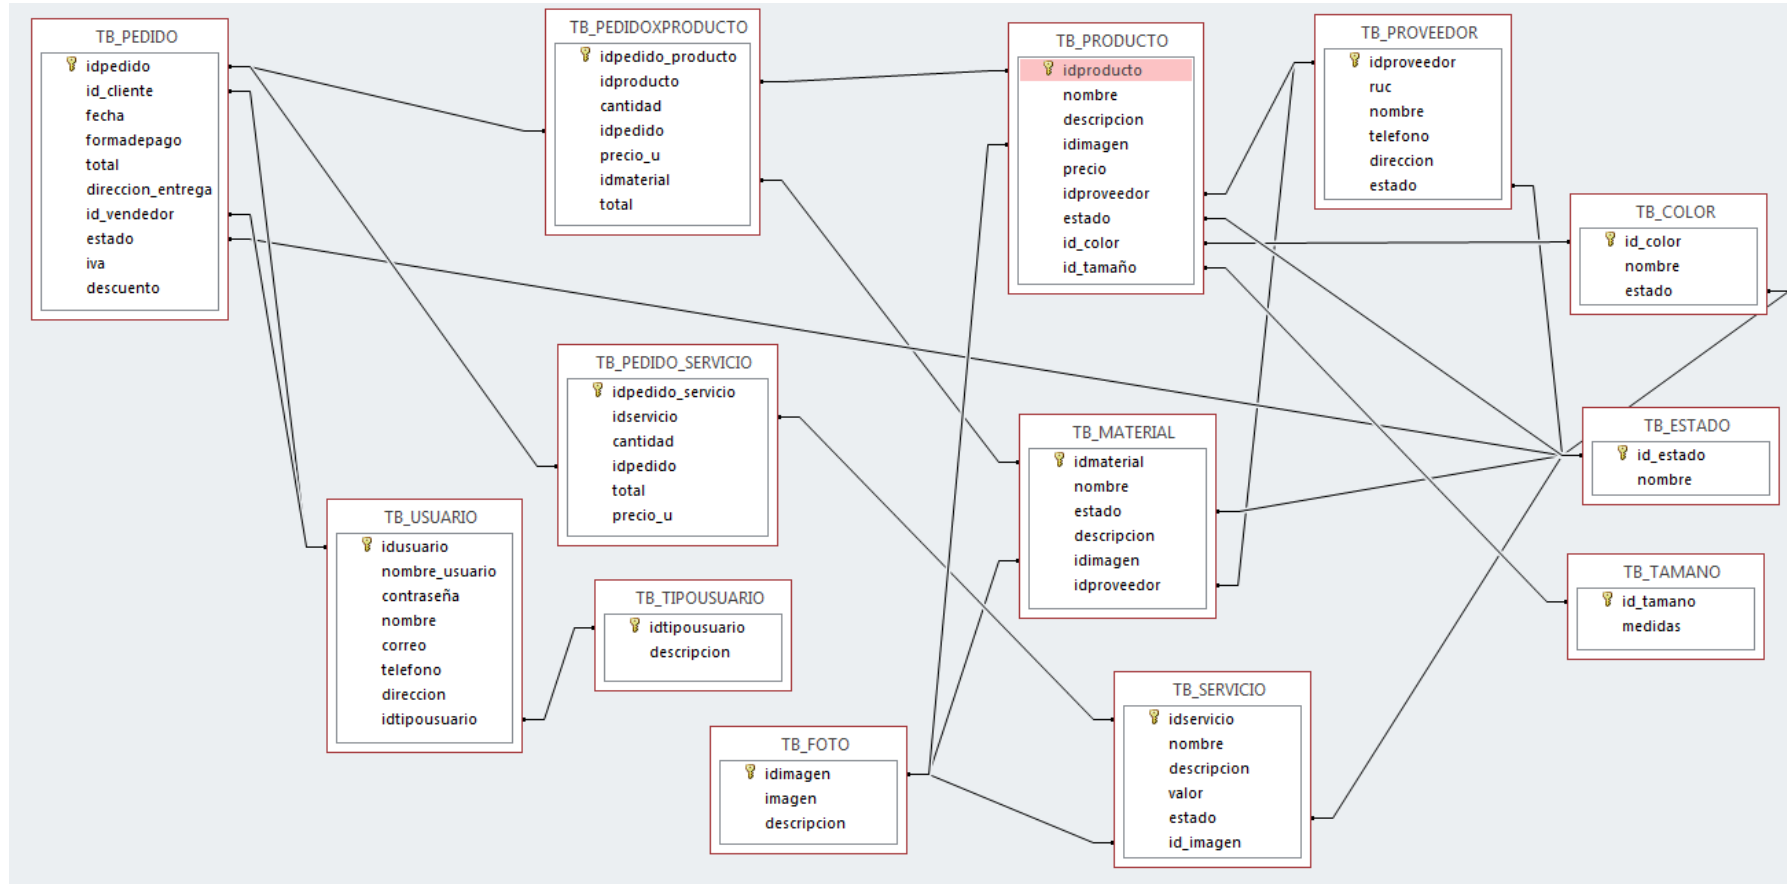 TB_PEDIDO
idpedido
id_cliente
fecha
formadepago
total
direccion_entrega
id_vendedor
estado
iva
descuento
TB_PEDIDOXPRODUCTO
idpedido_producto
idproducto
cantidad
idpedido
precio_u
idmaterial
total
TB_PRODUCTO
idproducto
nombre
descripcion
idimagen
precio
idproveedor
estado
id_color
id_tamaño
TB_PROVEEDOR
idproveedor
ruc
nombre
telefono
direccion
estado
TB_COLOR
id_color
nombre
estado
TB_PEDIDO_SERVICIO
idpedido_servicio
idservicio
cantidad
idpedido
total
precio_u
TB_MATERIAL
idmaterial
nombre
estado
descripcion
idimagen
idproveedor
TB_ESTADO
id_estado
nombre
TB_USUARIO
idusuario
nombre_usuario
contraseña
nombre
correo
telefono
direccion
idtipousuario
TB_TIPOUSUARIO
idtipousuario
descripcion
TB_TAMANO
id_tamano
medidas
TB_FOTO
idimagen
imagen
descripcion
TB_SERVICIO
idservicio
nombre
descripcion
valor
estado
id_imagen